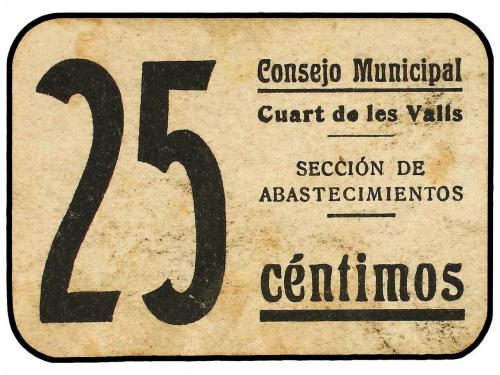 25
Consejo Municipal
Cuart de les Valls
SECCIÓN DE
ABASTECIMIENTOS
céntimos